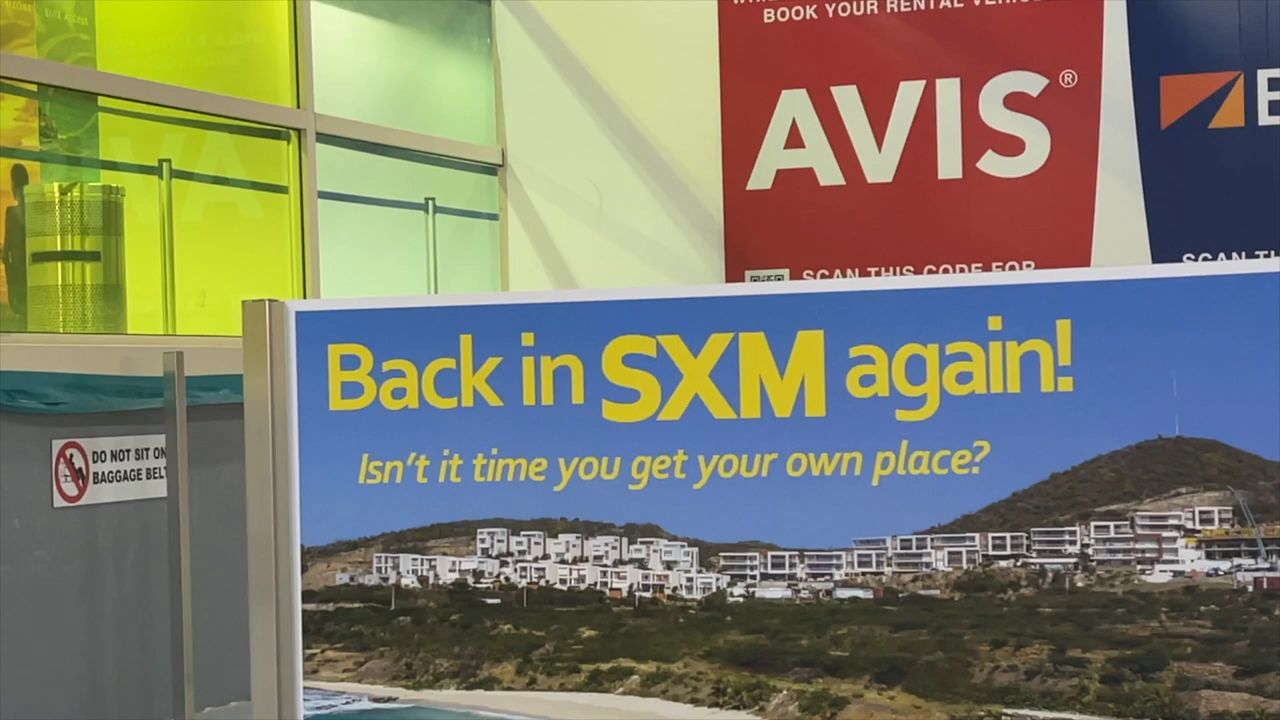 BOOK YOUR RENTAL
AVIS®
SCAN THIS CODE FOR
SCAN
Back in SXM again!
Isn't it time you get your own place?
DO NOT SIT ON
BAGGAGE BELT